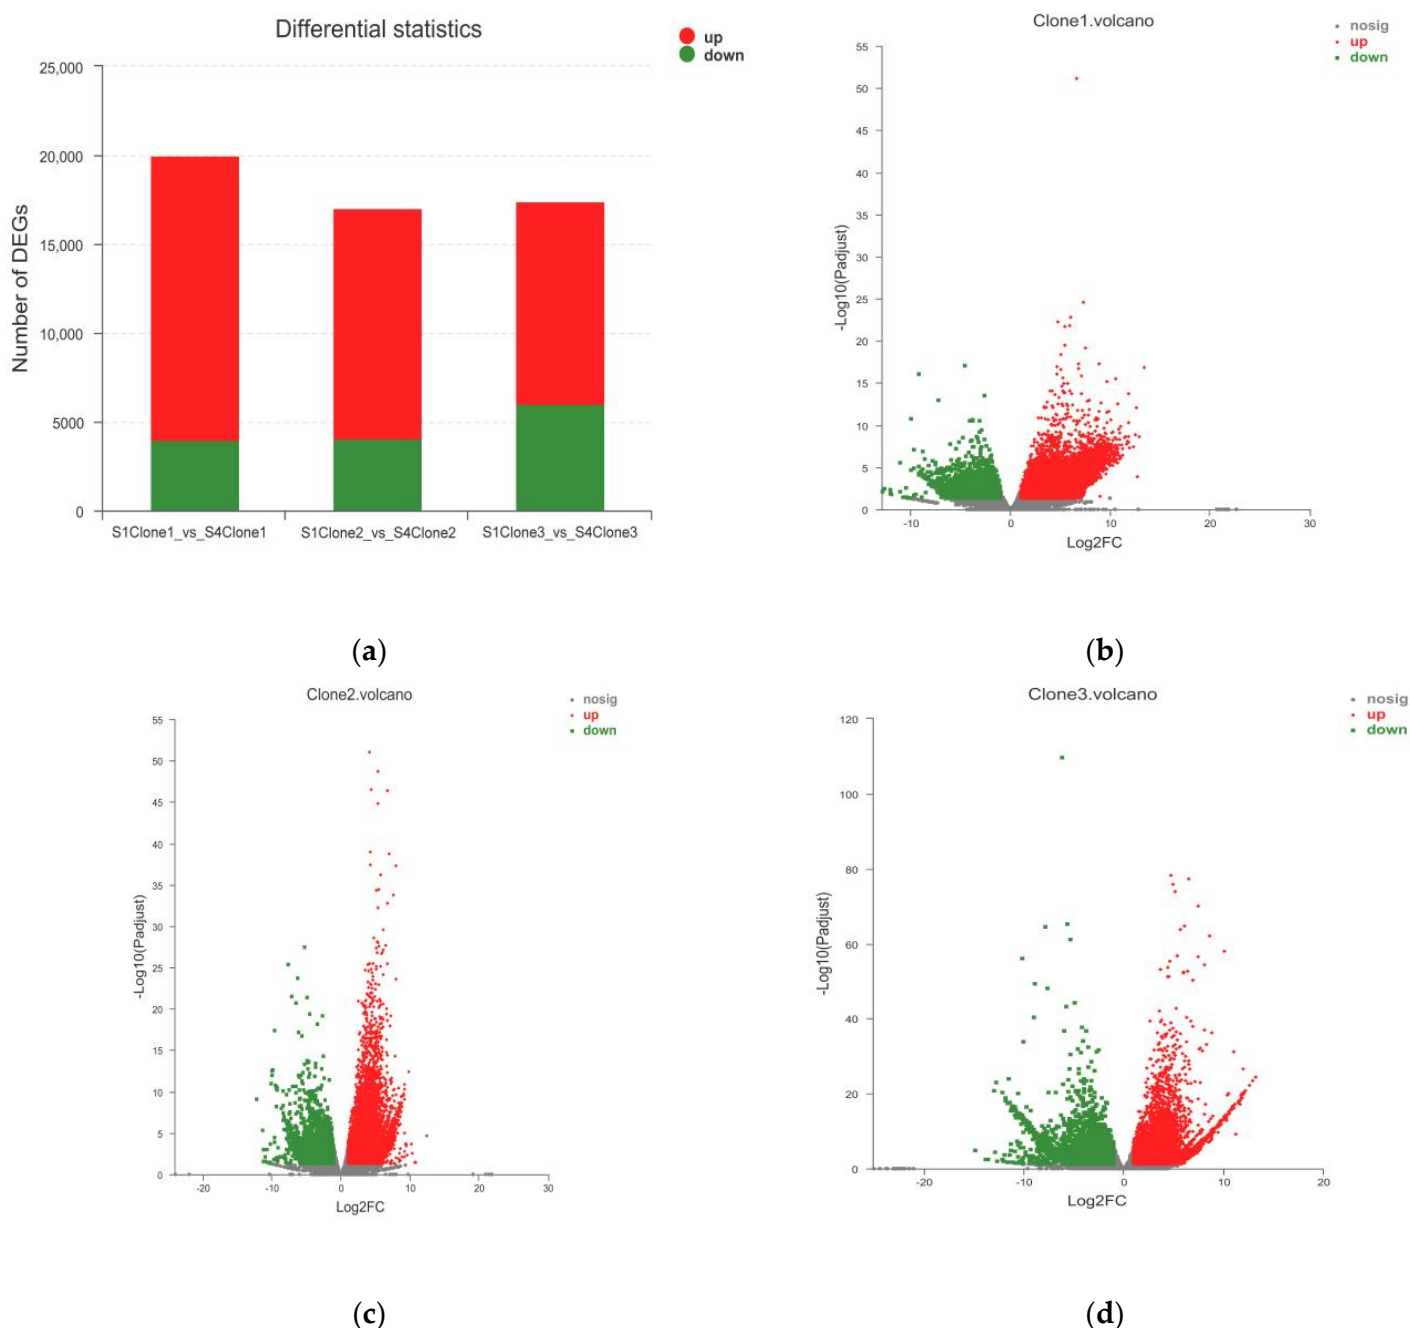 Differential statistics
up
down
25,000
20,000
15,000
10,000
5000
0
Number of DEGs
S1Clone1_vs_S4Clone1
S1Clone2_vs_S4Clone2
S1Clone3_vs_S4Clone3
(a)
Clone1.volcano
nosig
up
down
55
50
45
40
35
30
25
20
15
10
5
0
-Log10(Padjust)
-10
0
10
20
30
Log2FC
(b)
Clone2.volcano
nosig
up
down
55
50
45
40
35
30
25
20
15
10
5
0
-Log10(Padjust)
-20
-10
0
10
20
30
Log2FC
(c)
Clone3.volcano
nosig
up
down
120
100
80
60
40
20
0
-Log10(Padjust)
-20
-10
0
10
20
Log2FC
(d)